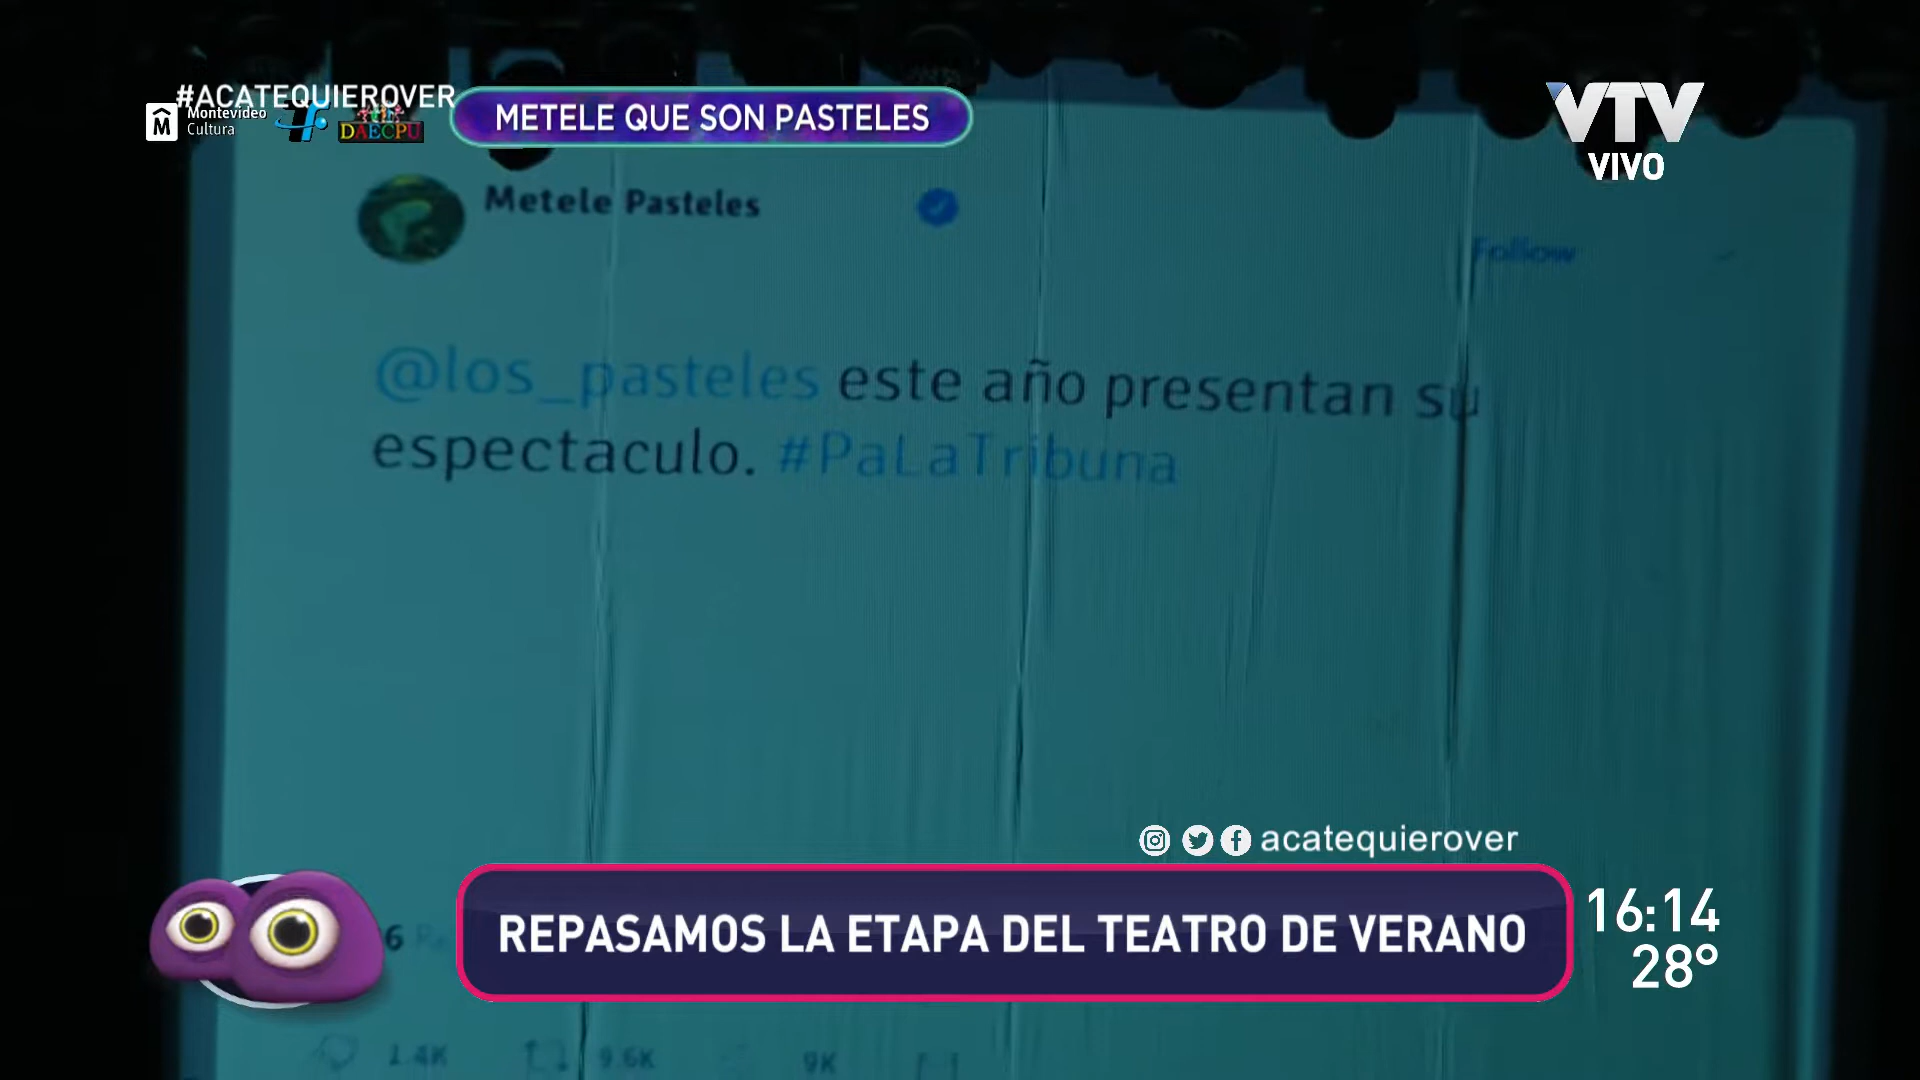 #ACATEQUIEROVER
Montevideo
Cultura
DAECPU
METELE QUE SON PASTELES
VTV
VIVO
Metele Pasteles
Follow
@los_pasteles este año presentan su
espectaculo. #PaLaTribuna
acatequierover
REPASAMOS LA ETAPA DEL TEATRO DE VERANO
16:14
28°
6
1.4K 9.6K 9K